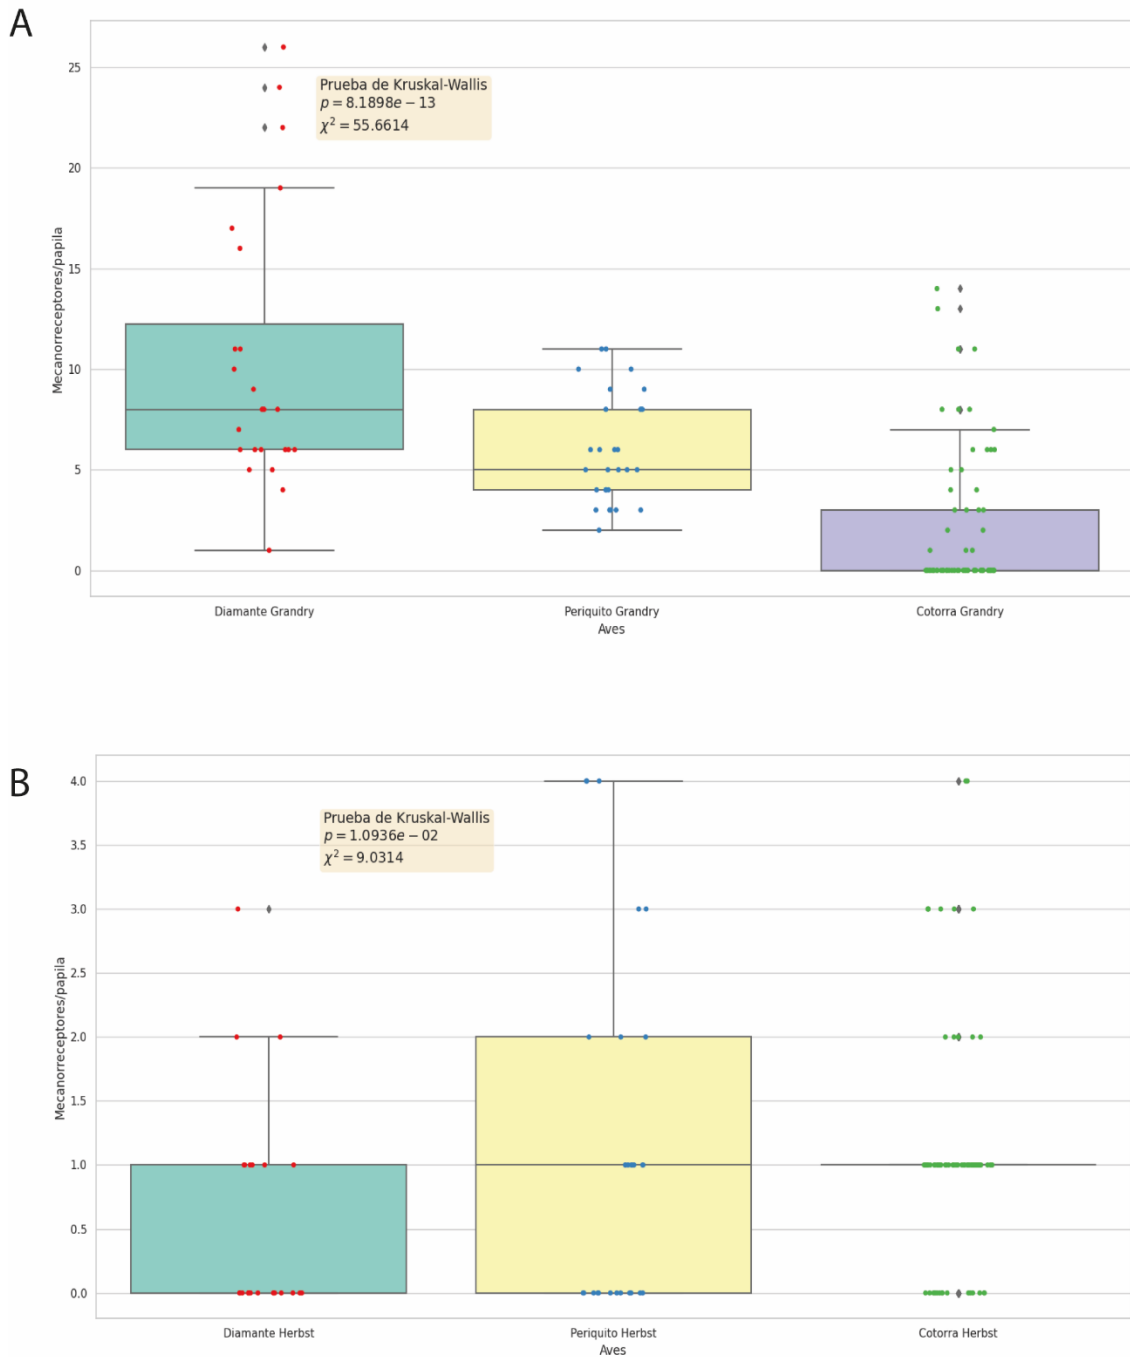 A
25
20
15
10
5
0
Mecanorreceptores/papila
Prueba de Kruskal-Wallis
p = 8.1898e − 13
χ² = 55.6614
Diamante Grandry
Periquito Grandry
Cotorra Grandry
Aves
B
4.0
3.5
3.0
2.5
2.0
1.5
1.0
0.5
0.0
Mecanorreceptores/papila
Prueba de Kruskal-Wallis
p = 1.0936e − 02
χ² = 9.0314
Diamante Herbst
Periquito Herbst
Cotorra Herbst
Aves